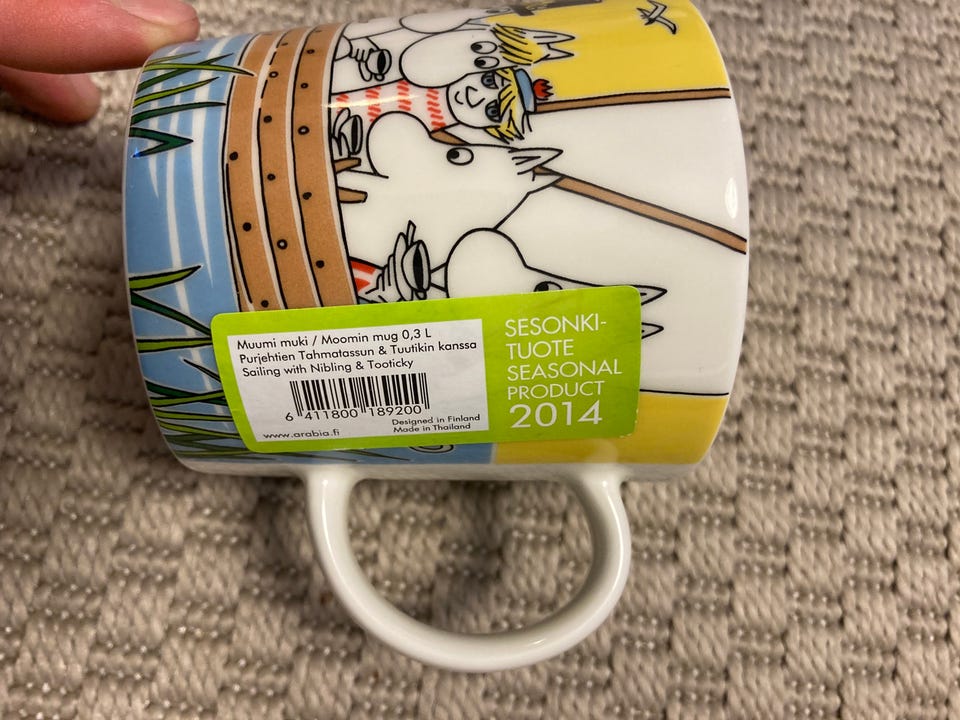 Muumi muki / Moomin mug 0,3 L
Purjehtien Tahmatassun & Tuutikin kanssa
Sailing with Nibling & Tooticky
6 411800 189200
www.arabia.fi
Designed in Finland
Made in Thailand
SESONKI-
TUOTE
SEASONAL
PRODUCT
2014